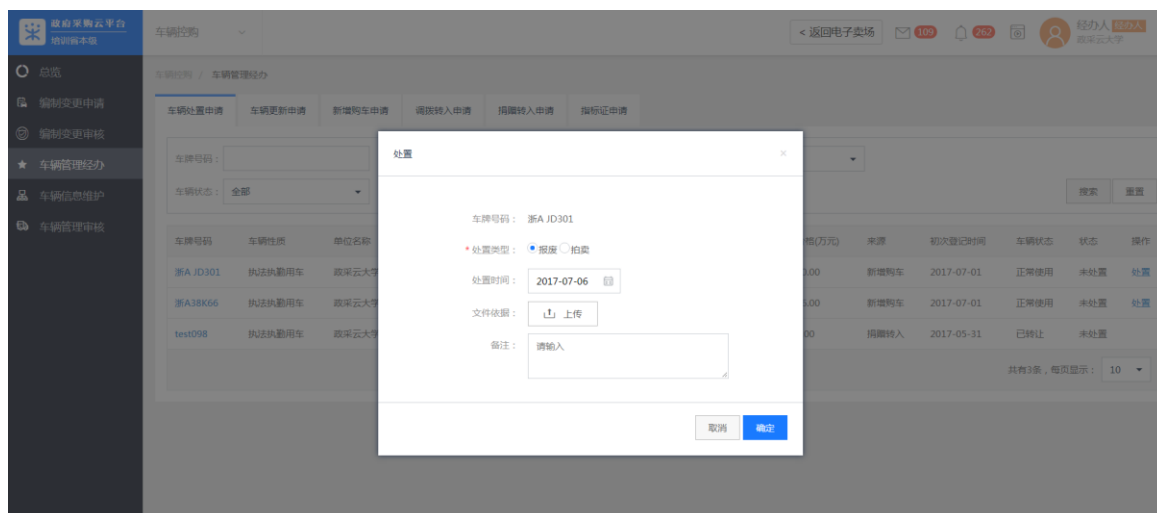 政府采购云平台
培训省本级
车辆控购
< 返回电子卖场
109
262
经办人 经办人
政采云大学
总览
编制变更申请
编制变更审核
车辆管理经办
车辆信息维护
车辆管理审核
车辆控购 / 车辆管理经办
车辆处置申请 车辆更新申请 新增购车申请 调拨转入申请 捐赠转入申请 指标证申请
车牌号码：
车辆状态： 全部
搜索 重置
车牌号码 车辆性质 单位名称 格(万元) 来源 初次登记时间 车辆状态 状态 操作
浙A JD301 执法执勤用车 政采云大学 0.00 新增购车 2017-07-01 正常使用 未处置 处置
浙A38K66 执法执勤用车 政采云大学 .00 新增购车 2017-07-01 正常使用 未处置 处置
test098 执法执勤用车 政采云大学 00 捐赠转入 2017-05-31 已转让 未处置
共有3条，每页显示： 10
处置 ×
车牌号码： 浙A JD301
* 处置类型： 报废 拍卖
处置时间： 2017-07-06
文件依据： 上传
备注： 请输入
取消 确定